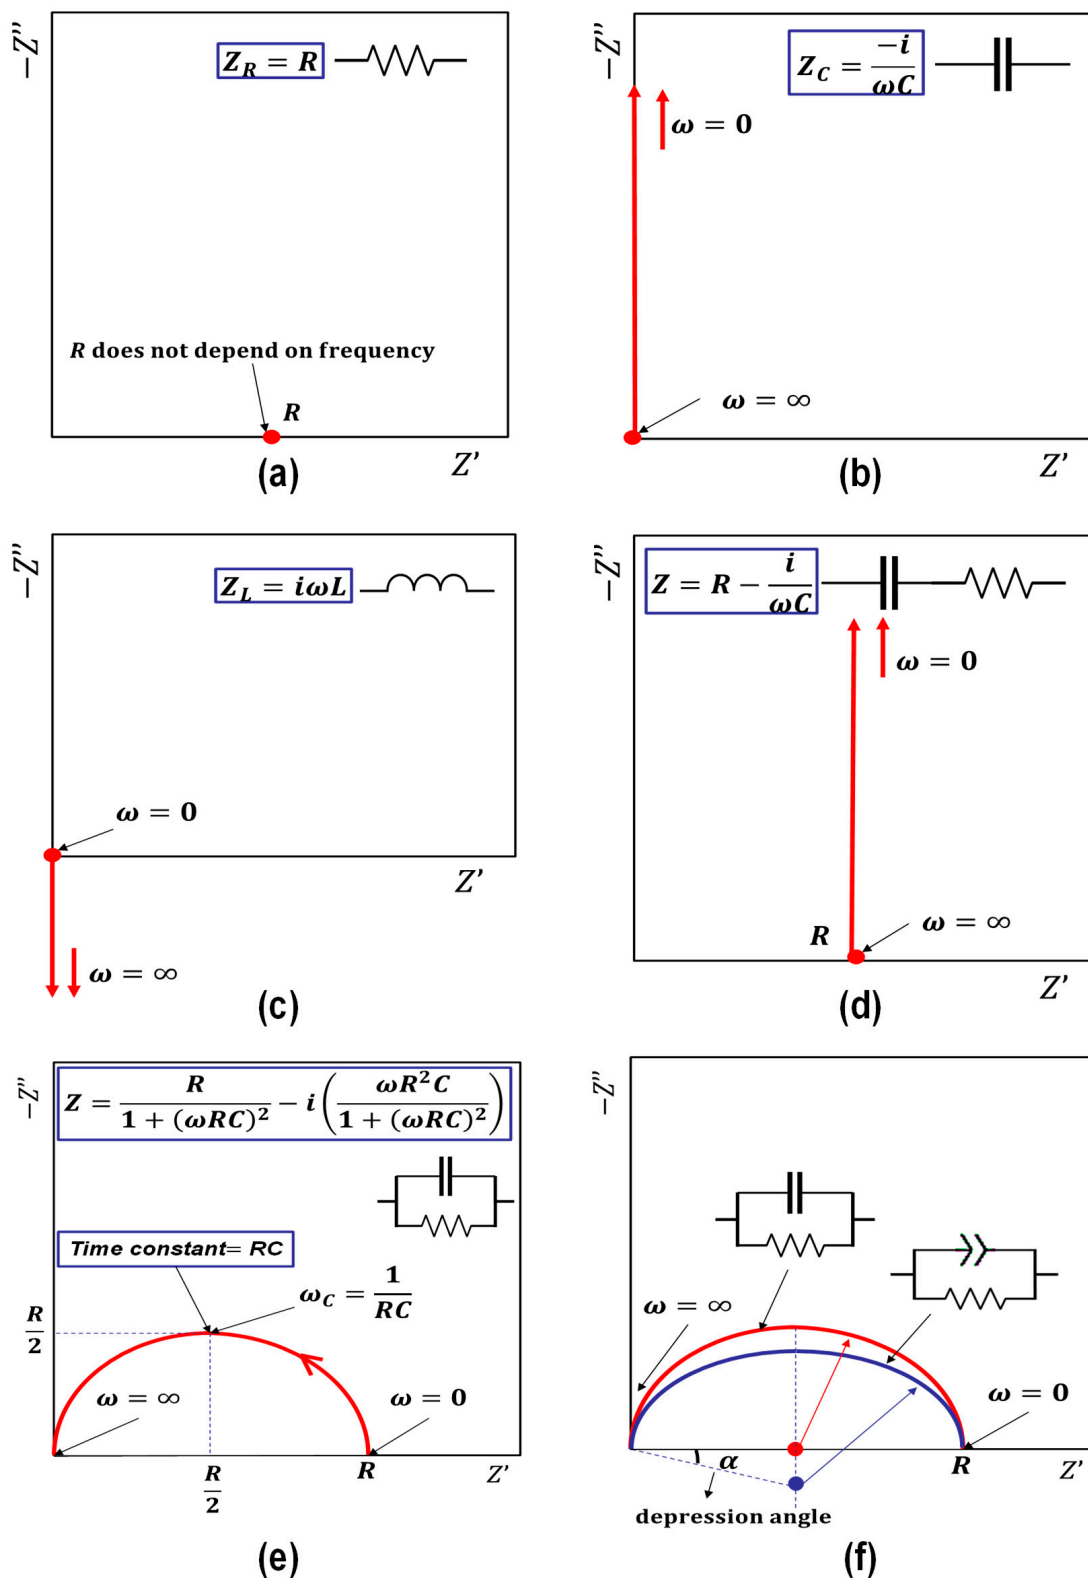 −Z''
Z_R = R
R does not depend on frequency
R
Z'
(a)
−Z''
Z_C = −i/ωC
ω = 0
ω = ∞
Z'
(b)
−Z''
Z_L = iωL
ω = 0
Z'
ω = ∞
(c)
−Z''
Z = R − i/ωC
ω = 0
R
ω = ∞
Z'
(d)
−Z''
Z = R/1 + (ωRC)² − i(ωR²C/1 + (ωRC)²)
Time constant= RC
ω_C = 1/RC
R/2
ω = ∞
ω = 0
R/2
R
Z'
(e)
−Z''
ω = ∞
ω = 0
α
R
Z'
depression angle
(f)